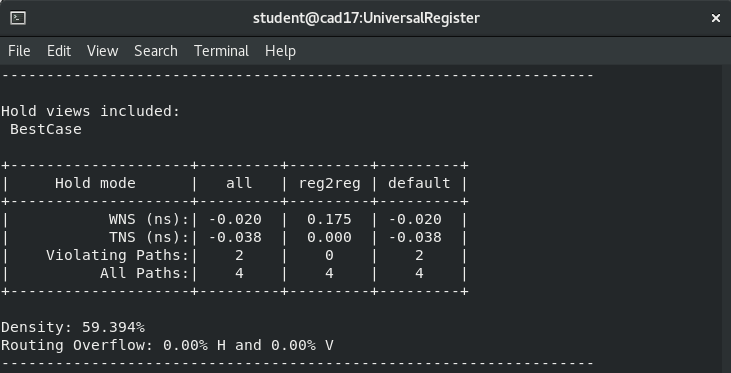 student@cad17:UniversalRegister
File Edit View Search Terminal Help
------------------------------------------------------------------
Hold views included:
 BestCase
+--------------------+---------+---------+---------+
|     Hold mode      |   all   | reg2reg | default |
+--------------------+---------+---------+---------+
|           WNS (ns):| -0.020  |  0.175  | -0.020  |
|           TNS (ns):| -0.038  |  0.000  | -0.038  |
|    Violating Paths:|    2    |    0    |    2    |
|          All Paths:|    4    |    4    |    4    |
+--------------------+---------+---------+---------+
Density: 59.394%
Routing Overflow: 0.00% H and 0.00% V
------------------------------------------------------------------